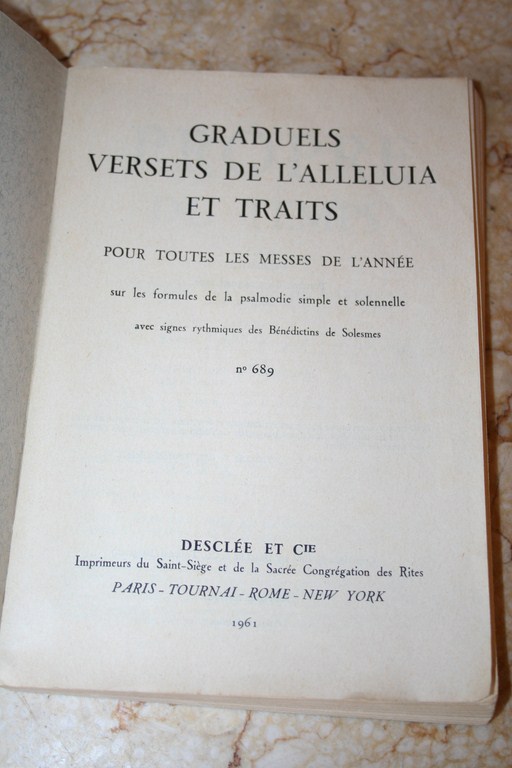 GRADUELS
VERSETS DE L'ALLELUIA
ET TRAITS
POUR TOUTES LES MESSES DE L'ANNÉE
sur les formules de la psalmodie simple et solennelle
avec signes rythmiques des Bénédictins de Solesmes
nº 689
DESCLÉE ET CIE
Imprimeurs du Saint-Siège et de la Sacrée Congrégation des Rites
PARIS - TOURNAI - ROME - NEW YORK
1961